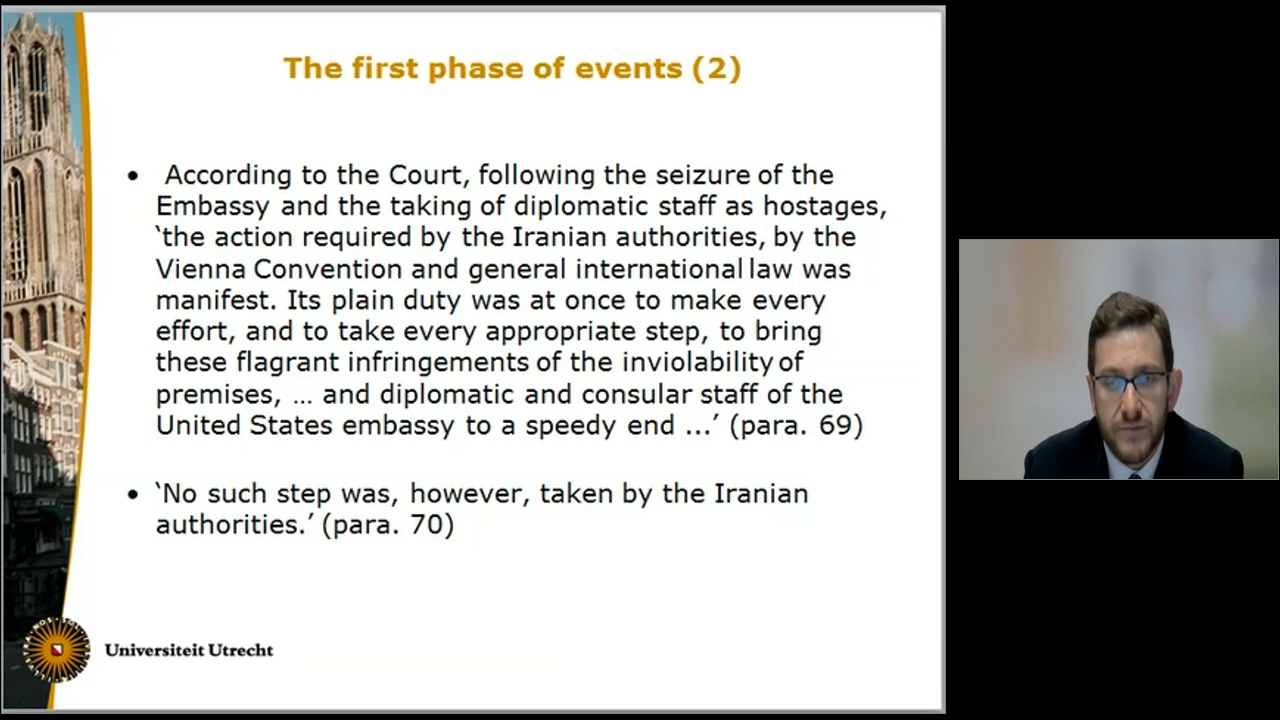 The first phase of events (2)
• According to the Court, following the seizure of the
Embassy and the taking of diplomatic staff as hostages,
‘the action required by the Iranian authorities, by the
Vienna Convention and general international law was
manifest. Its plain duty was at once to make every
effort, and to take every appropriate step, to bring
these flagrant infringements of the inviolability of
premises, … and diplomatic and consular staff of the
United States embassy to a speedy end ...’ (para. 69)
• ‘No such step was, however, taken by the Iranian
authorities.’ (para. 70)
Universiteit Utrecht